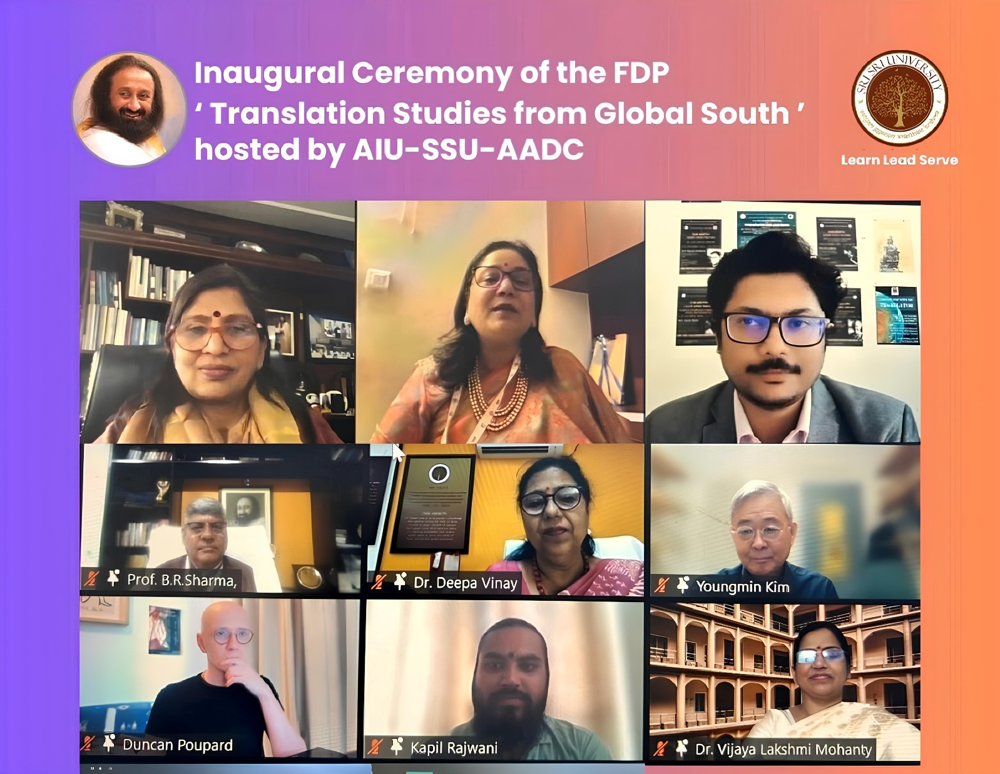 Inaugural Ceremony of the FDP
‘ Translation Studies from Global South ’
hosted by AIU-SSU-AADC
SRI SRI UNIVERSITY
Learn Lead Serve
Prof. B.R.Sharma,
Dr. Deepa Vinay
Youngmin Kim
Duncan Poupard
Kapil Rajwani
Dr. Vijaya Lakshmi Mohanty